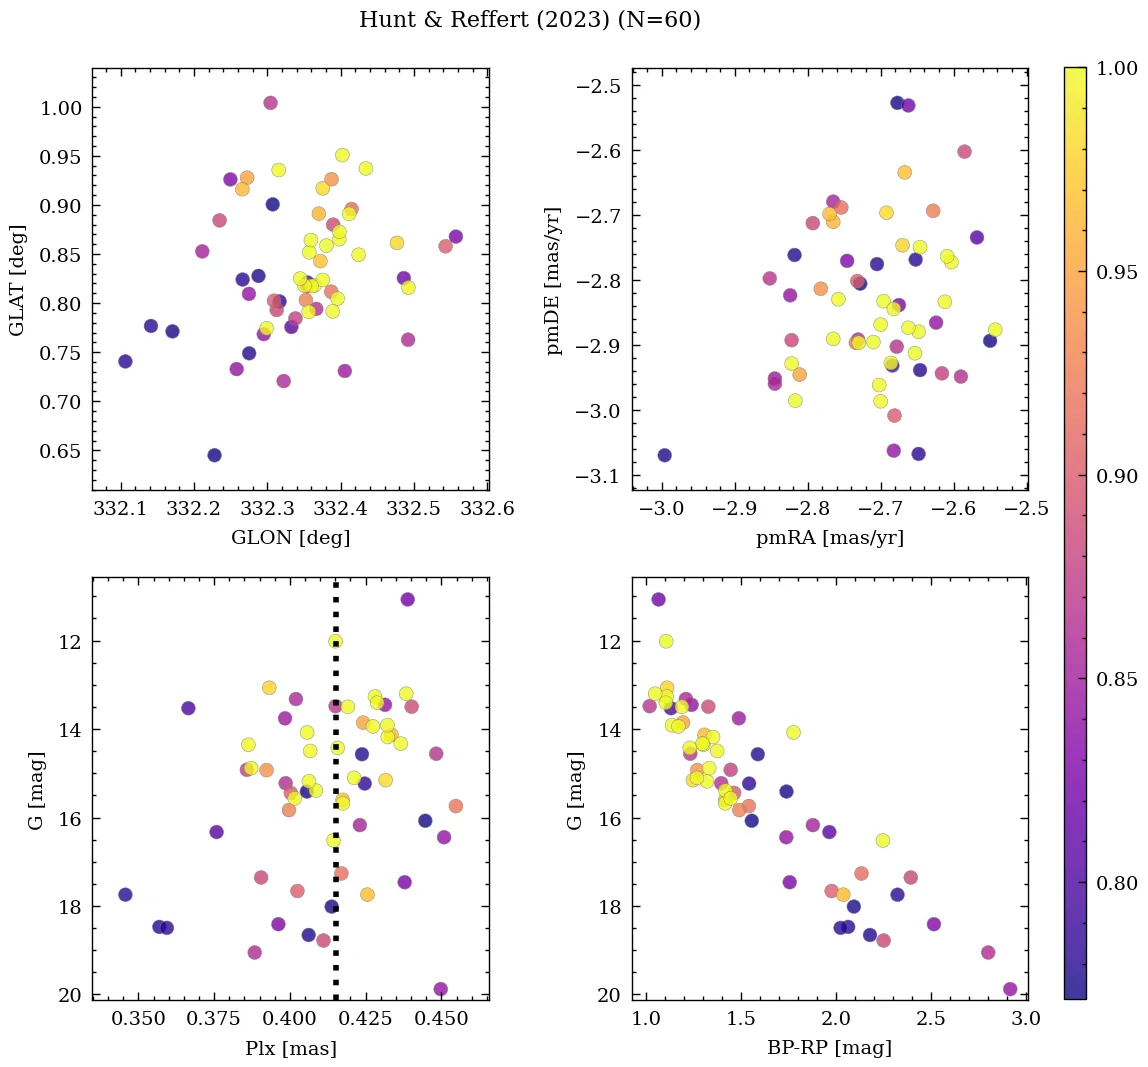 Hunt & Reffert (2023) (N=60)
1.00
0.95
0.90
0.85
0.80
0.75
0.70
0.65
GLAT [deg]
332.1 332.2 332.3 332.4 332.5 332.6
GLON [deg]
−2.5
−2.6
−2.7
−2.8
−2.9
−3.0
−3.1
pmDE [mas/yr]
−3.0 −2.9 −2.8 −2.7 −2.6 −2.5
pmRA [mas/yr]
12
14
16
18
20
G [mag]
0.350 0.375 0.400 0.425 0.450
Plx [mas]
12
14
16
18
20
G [mag]
1.0 1.5 2.0 2.5 3.0
BP-RP [mag]
1.00
0.95
0.90
0.85
0.80